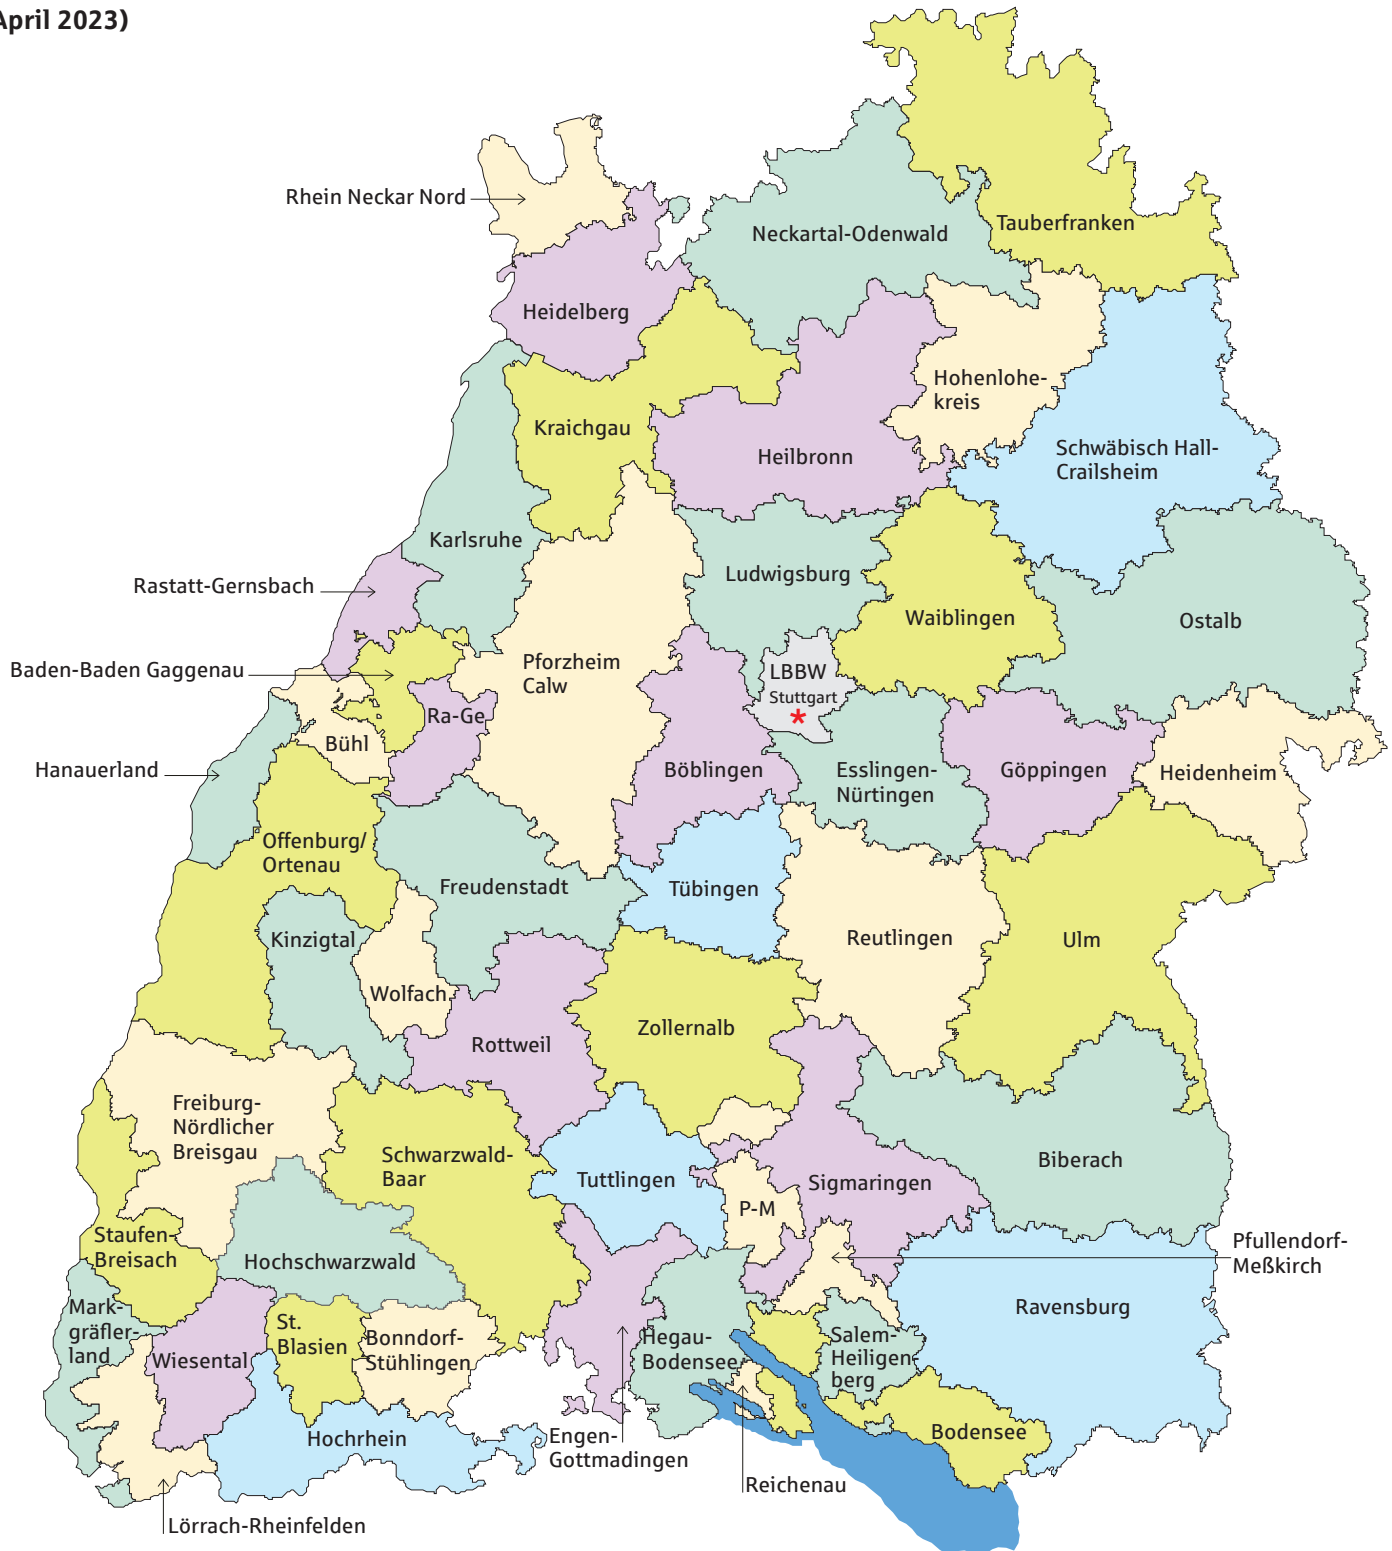 April 2023)
Rhein Neckar Nord
Neckartal-Odenwald
Tauberfranken
Heidelberg
Hohenlohe-
kreis
Kraichgau
Heilbronn
Schwäbisch Hall-
Crailsheim
Karlsruhe
Ludwigsburg
Rastatt-Gernsbach
Waiblingen
Ostalb
Baden-Baden Gaggenau
Pforzheim
Calw
LBBW
Stuttgart
*
Ra-Ge
Bühl
Hanauerland
Böblingen
Esslingen-
Nürtingen
Göppingen
Heidenheim
Offenburg/
Ortenau
Freudenstadt
Tübingen
Kinzigtal
Reutlingen
Ulm
Wolfach
Zollernalb
Rottweil
Freiburg-
Nördlicher
Breisgau
Schwarzwald-
Baar
Tuttlingen
Sigmaringen
Biberach
P-M
Staufen-
Breisach
Hochschwarzwald
Pfullendorf-
Meßkirch
Mark-
gräfler-
land
St.
Blasien
Bonndorf-
Stühlingen
Wiesental
Hegau-
Bodensee
Salem-
Heiligen
berg
Ravensburg
Hochrhein
Engen-
Gottmadingen
Bodensee
Reichenau
Lörrach-Rheinfelden